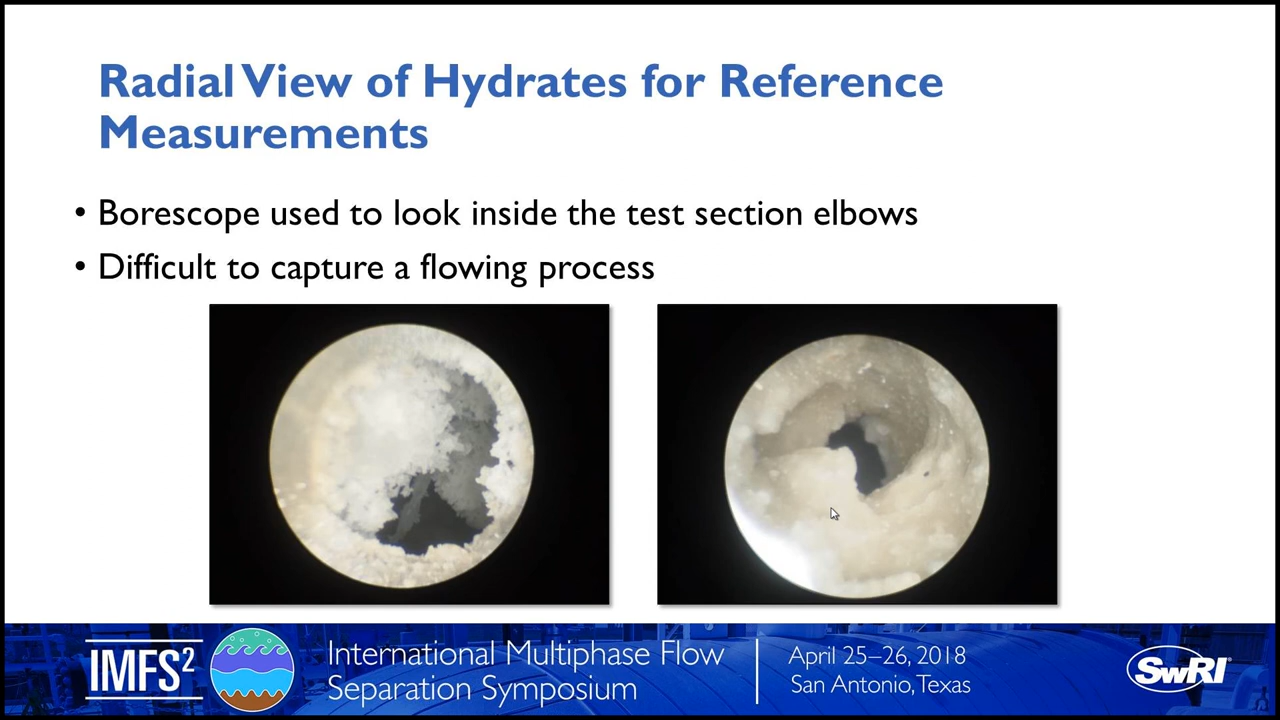 Radial View of Hydrates for Reference
Measurements
• Borescope used to look inside the test section elbows
• Difficult to capture a flowing process
IMFS²
International Multiphase Flow
Separation Symposium
April 25–26, 2018
San Antonio, Texas
SwRI®